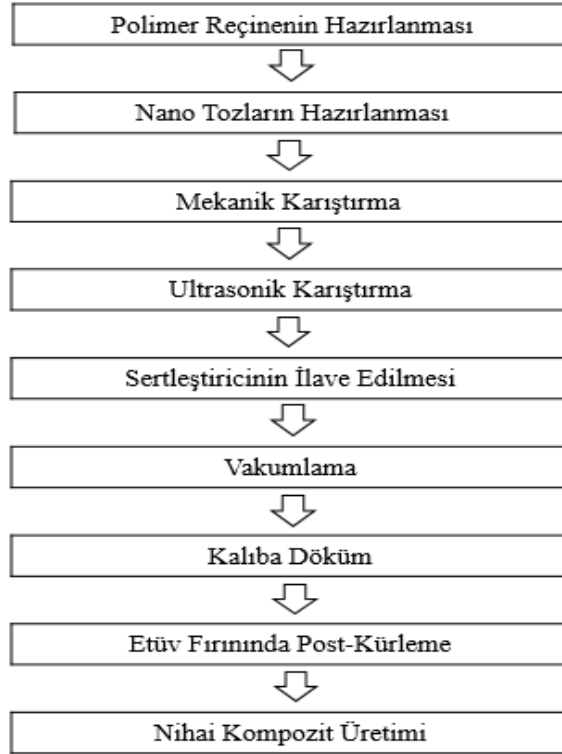 Polimer Reçinenin Hazırlanması
Nano Tozların Hazırlanması
Mekanik Karıştırma
Ultrasonik Karıştırma
Sertleştiricinin İlave Edilmesi
Vakumlama
Kalıba Döküm
Etüv Fırınında Post-Kürleme
Nihai Kompozit Üretimi